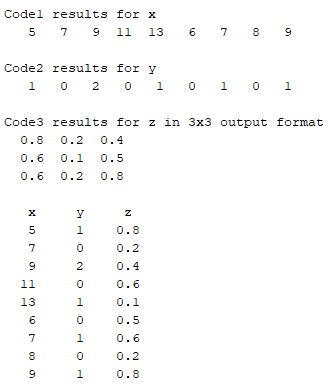 Code1 results for x
5 7 9 11 13 6 7 8 9
Code2 results for y
1 0 2 0 1 0 1 0 1
Code3 results for z in 3x3 output format
0.8 0.2 0.4
0.6 0.1 0.5
0.6 0.2 0.8
x y z
5 1 0.8
7 0 0.2
9 2 0.4
11 0 0.6
13 1 0.1
6 0 0.5
7 1 0.6
8 0 0.2
9 1 0.8